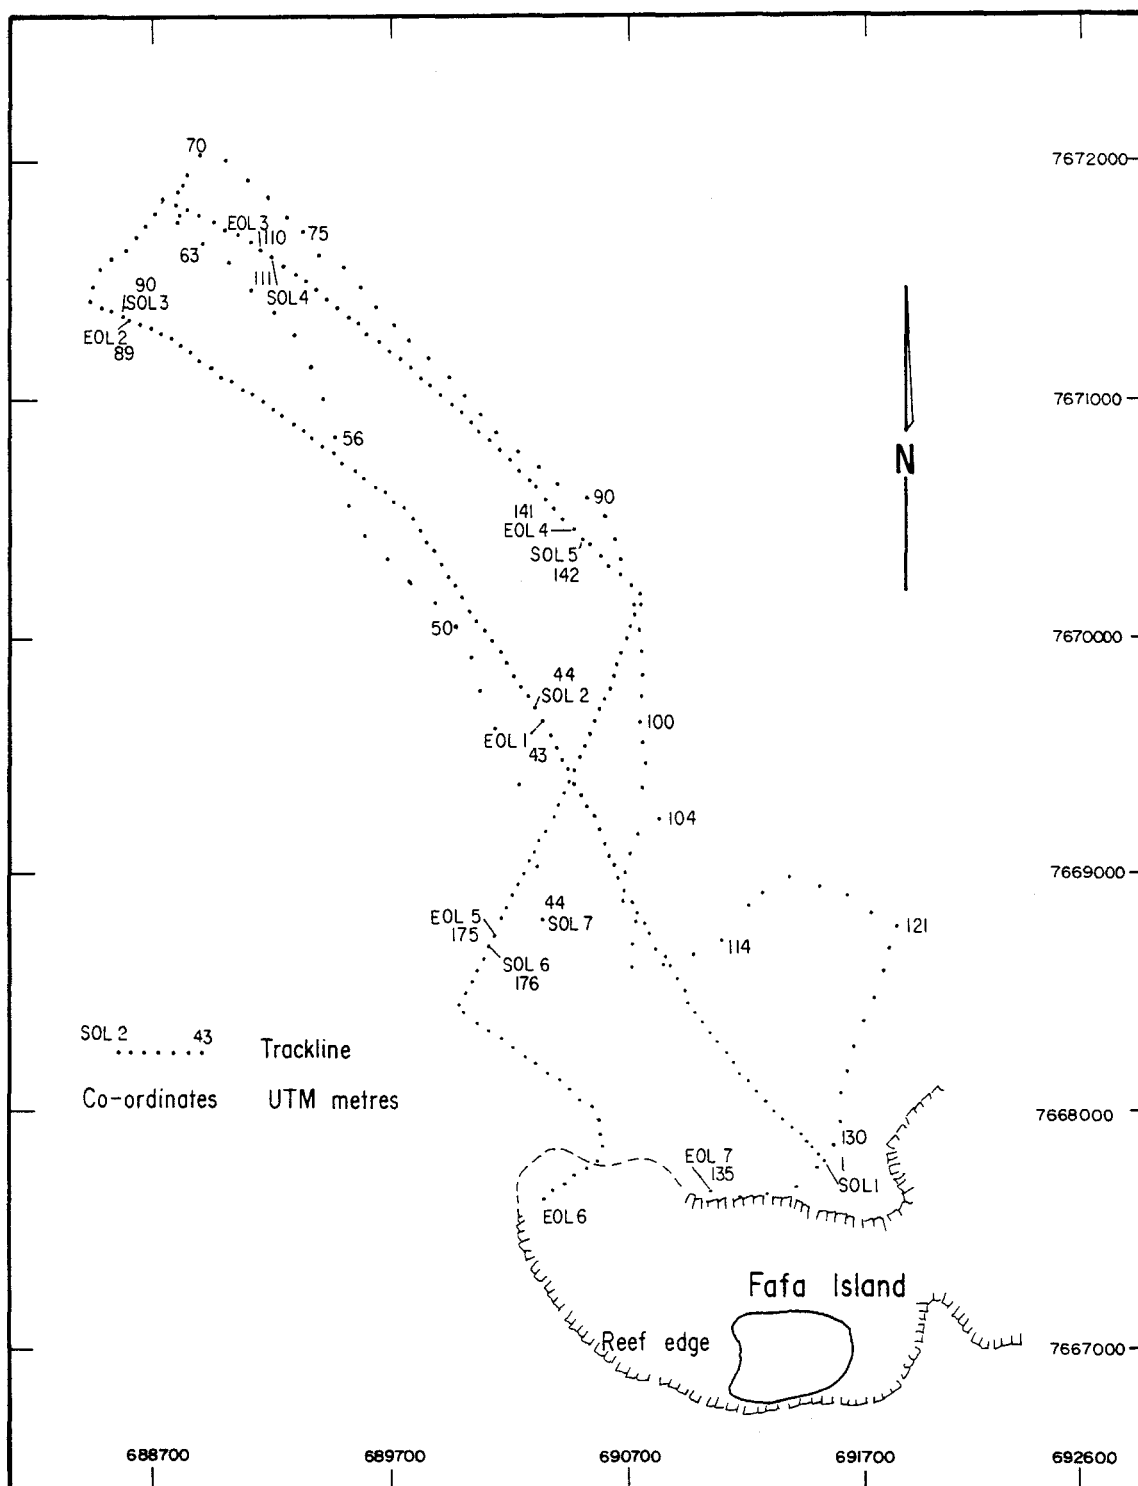 70
7672000
EOL 3
110
75
63
90
SOL 3
111
SOL 4
EOL 2
89
7671000
56
N
90
141
EOL 4
SOL 5
142
50
7670000
44
SOL 2
100
EOL 1
43
104
7669000
44
SOL 7
EOL 5
175
121
114
SOL 6
176
SOL 2 43 Trackline
Co-ordinates UTM metres
7668000
130
EOL 7
135
1
SOL 1
EOL 6
Fafa Island
Reef edge
7667000
688700 689700 690700 691700 692600